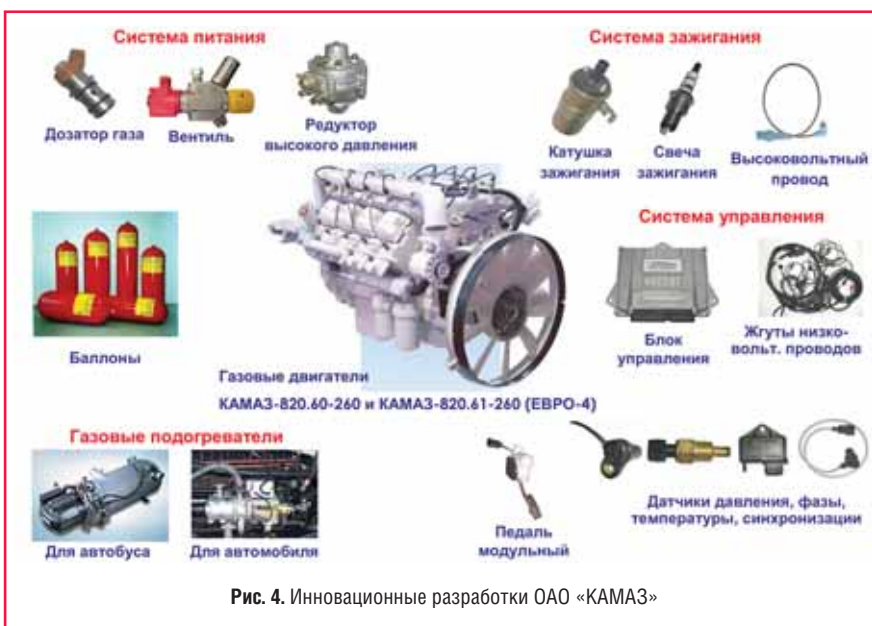 Система питания
Дозатор газа
Вентиль
Редуктор
высокого давления
Система зажигания
Катушка
зажигания
Свеча
зажигания
Высоковольтный
провод
Баллоны
Газовые двигатели
КАМАЗ-820.60-260 и КАМАЗ-820.61-260 (ЕВРО-4)
Система управления
Блок
управления
Жгуты низко-
вольт. проводов
Газовые подогреватели
Для автобуса
Для автомобиля
Педаль
модульный
Датчики давления, фазы,
температуры, синхронизации
Рис. 4. Инновационные разработки ОАО «КАМАЗ»